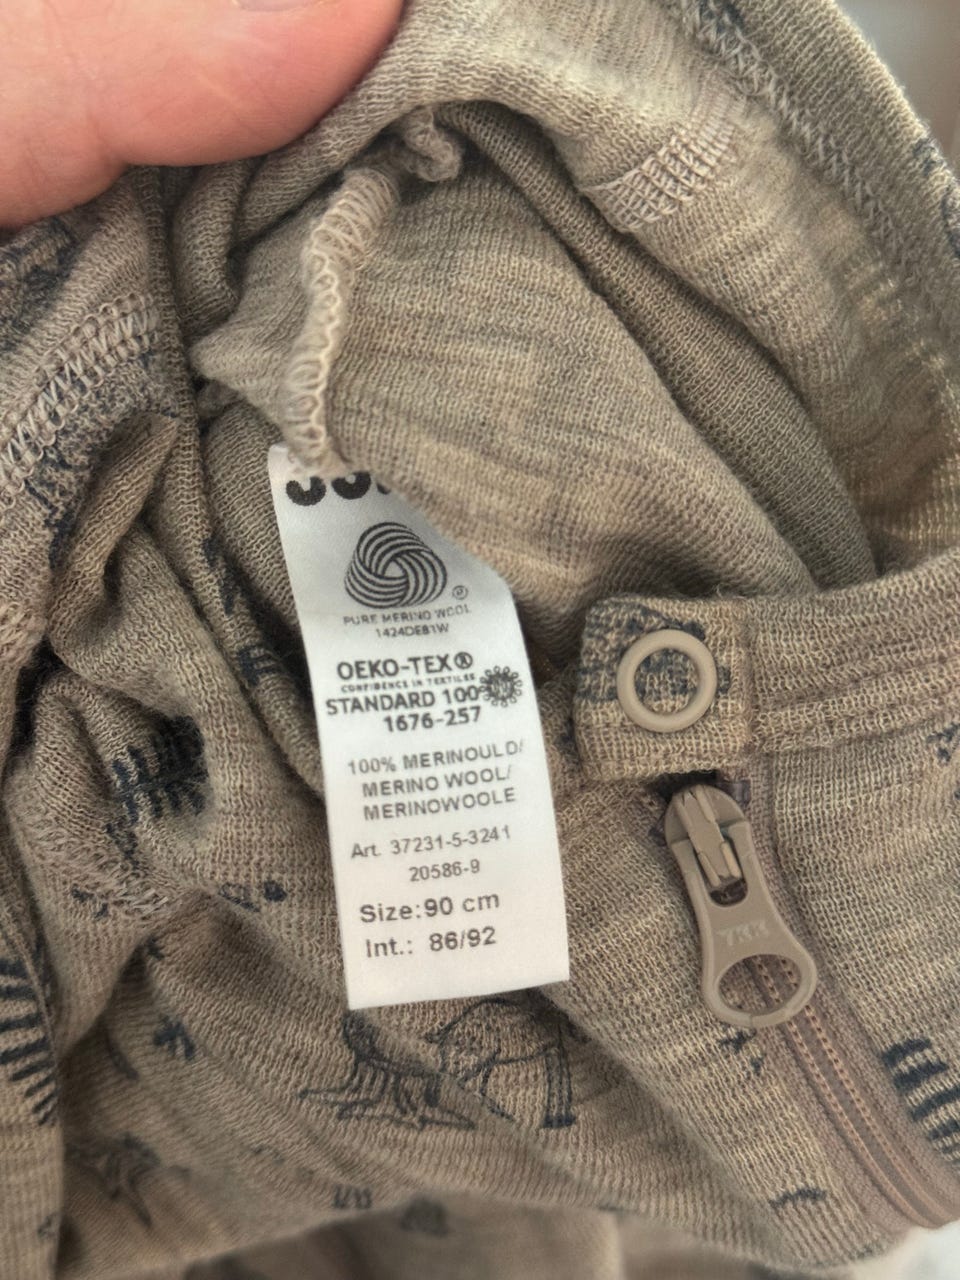 PURE MERINO WOOL
1424DE81W
OEKO-TEX®
CONFIDENCE IN TEXTILES
STANDARD 100
1676-257
100% MERINOULD/
MERINO WOOL/
MERINOWOOLE
Art. 37231-5-3241
20586-9
Size:90 cm
Int.: 86/92
YKK